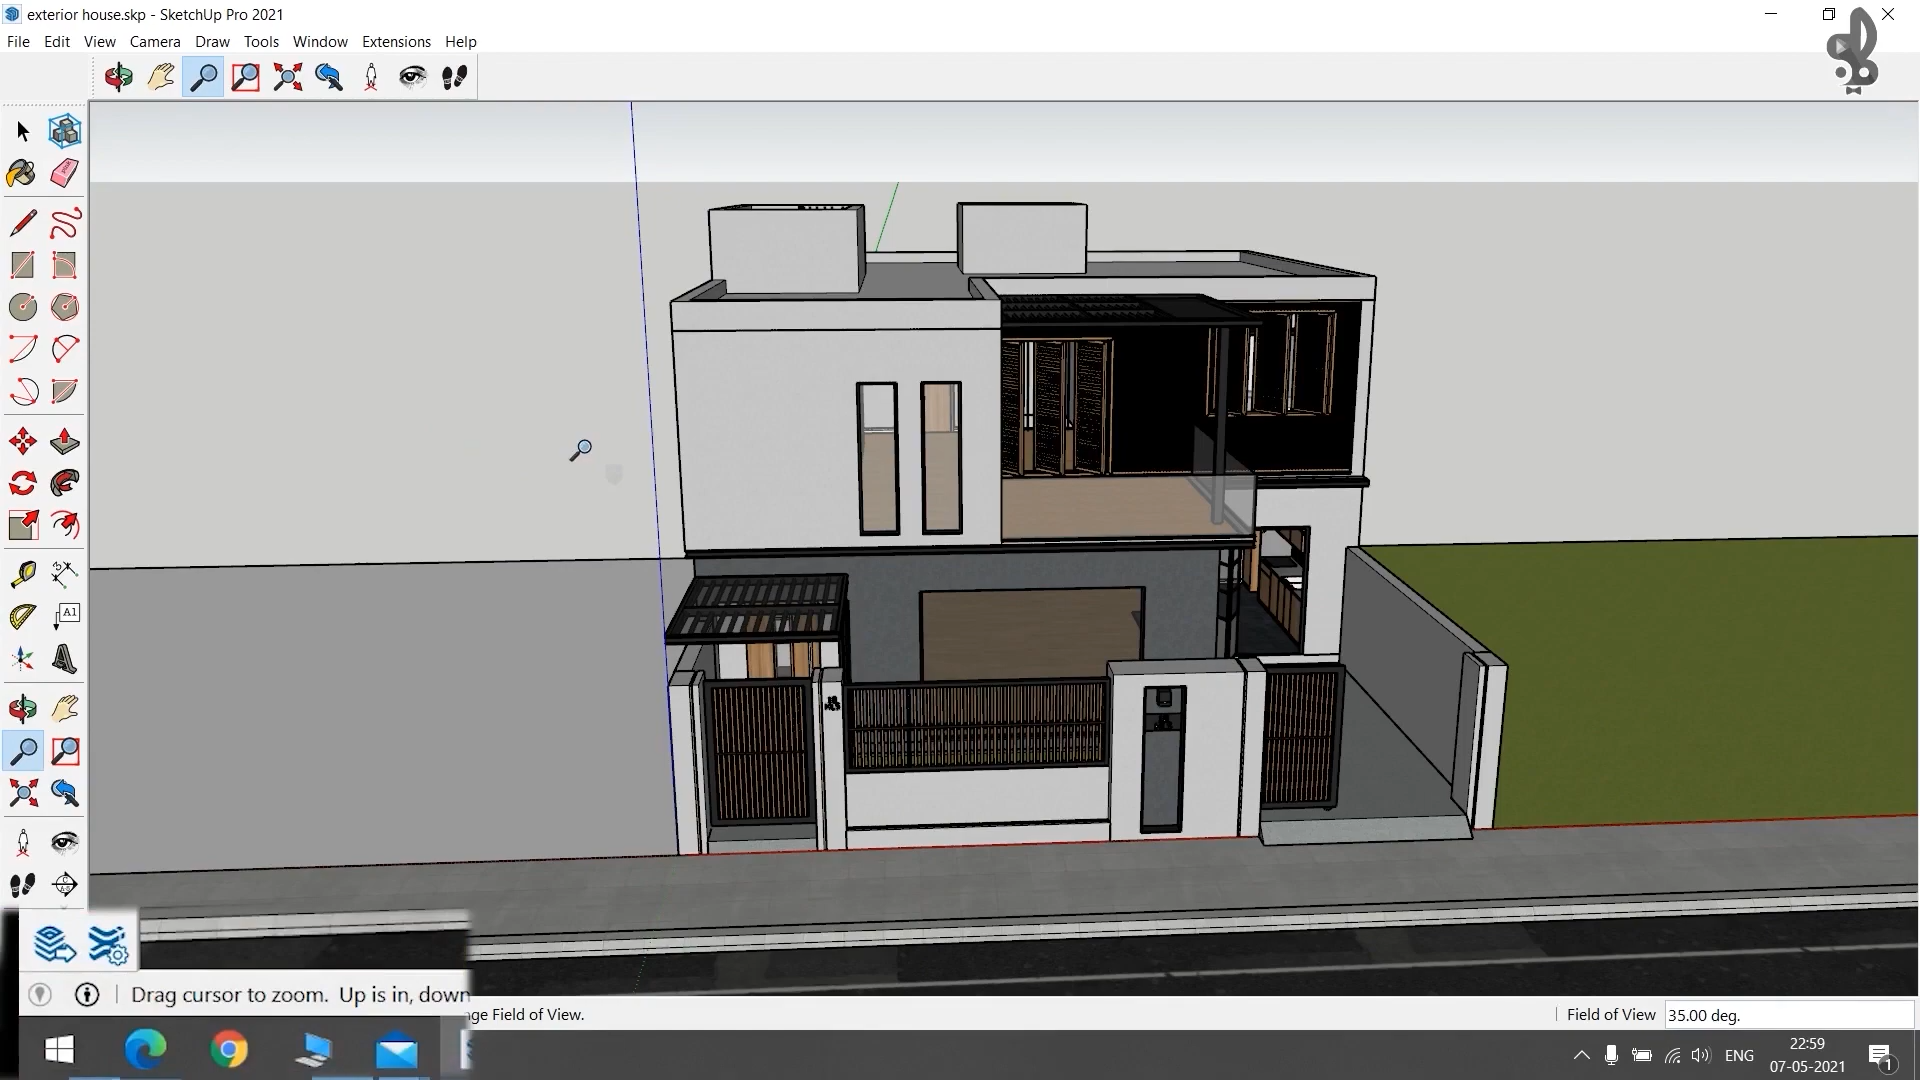 exterior house.skp - SketchUp Pro 2021
File Edit View Camera Draw Tools Window Extensions Help
A1
Drag cursor to zoom. Up is in, down
ge Field of View.
Field of View 35.00 deg.
ENG
22:59
07-05-2021
1